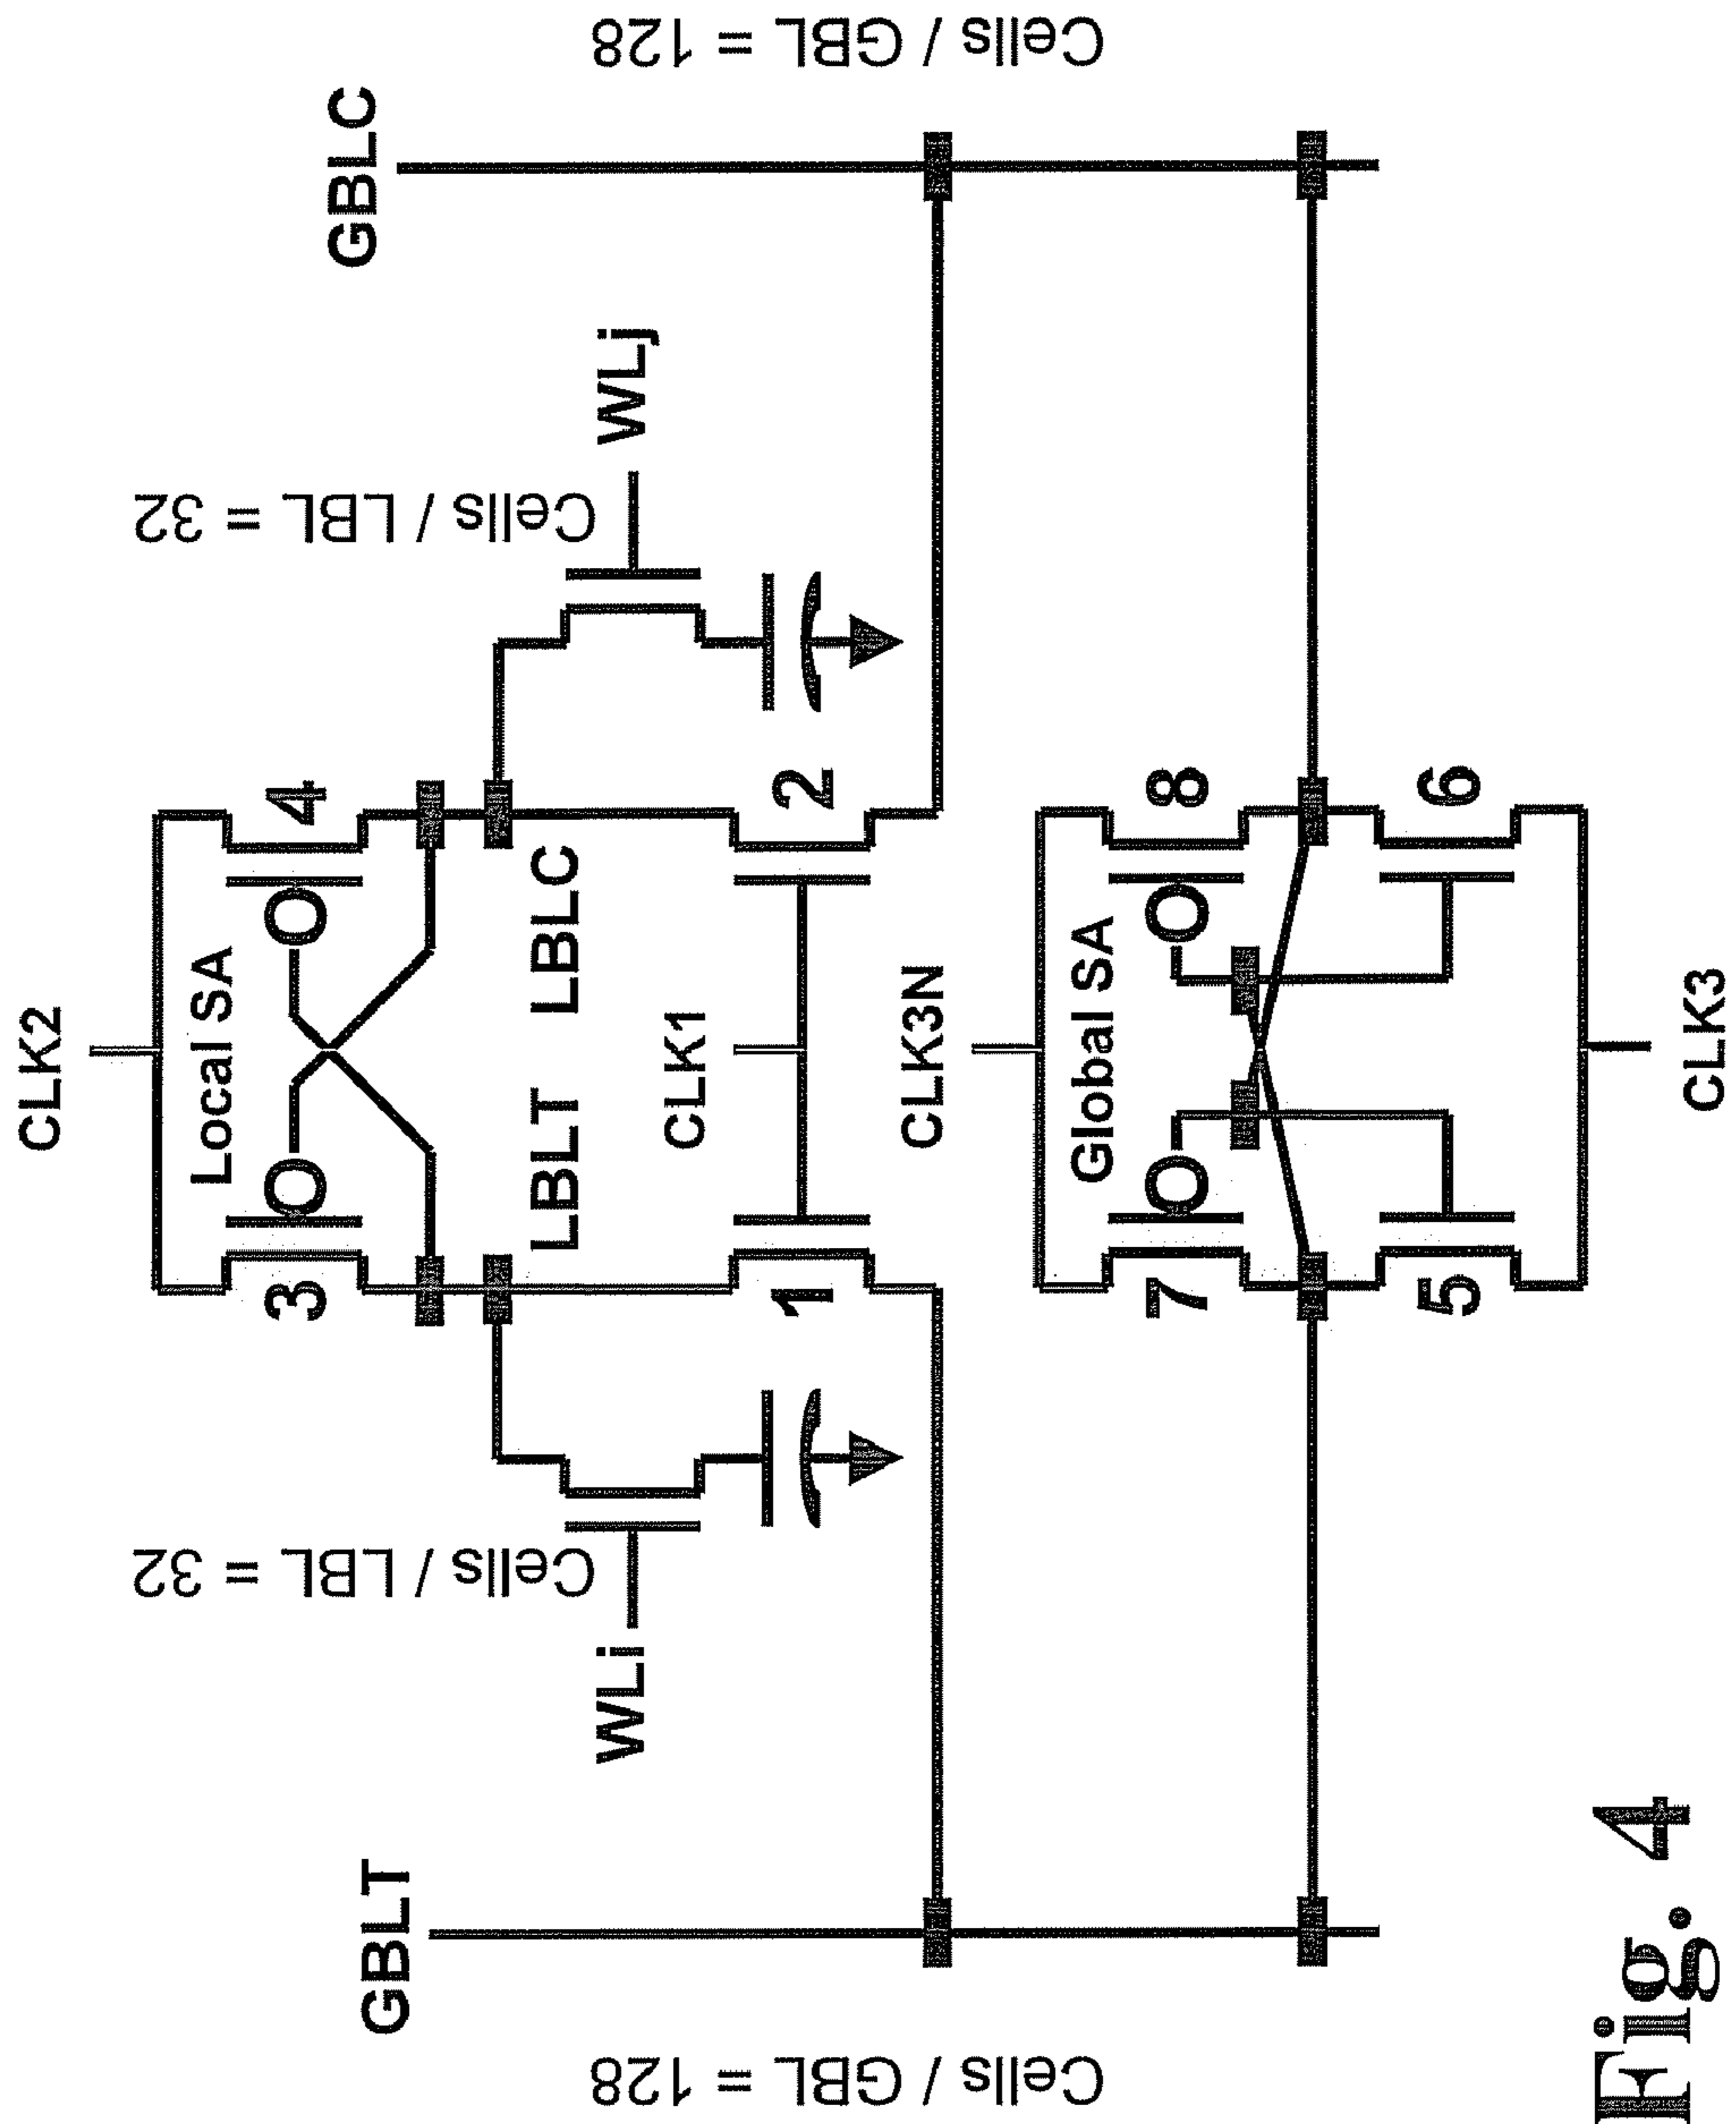 CLK2
Local SA
3
4
GBLT
GBLC
Cells / LBL = 32
Cells / LBL = 32
WLi
WLj
LBLT
LBLC
CLK1
1
2
Cells / GBL = 128
Cells / GBL = 128
CLK3N
Global SA
7
8
5
6
CLK3
Fig. 4